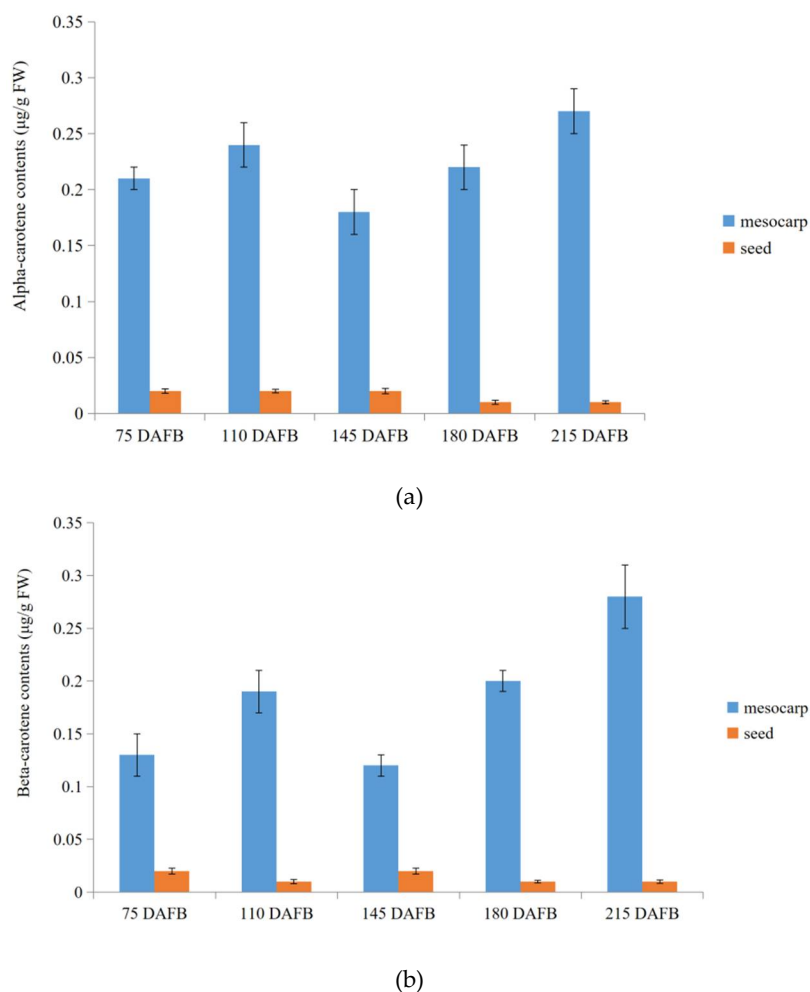 Alpha-carotene contents (µg/g FW)
0.35
0.3
0.25
0.2
0.15
0.1
0.05
0
75 DAFB
110 DAFB
145 DAFB
180 DAFB
215 DAFB
mesocarp
seed
(a)
Beta-carotene contents (µg/g FW)
0.35
0.3
0.25
0.2
0.15
0.1
0.05
0
75 DAFB
110 DAFB
145 DAFB
180 DAFB
215 DAFB
mesocarp
seed
(b)